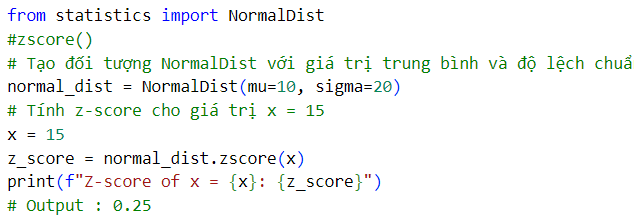 from statistics import NormalDist
#zscore()
# Tạo đối tượng NormalDist với giá trị trung bình và độ lệch chuẩ
normal_dist = NormalDist(mu=10, sigma=20)
# Tính z-score cho giá trị x = 15
x = 15
z_score = normal_dist.zscore(x)
print(f"Z-score of x = {x}: {z_score}")
# Output : 0.25